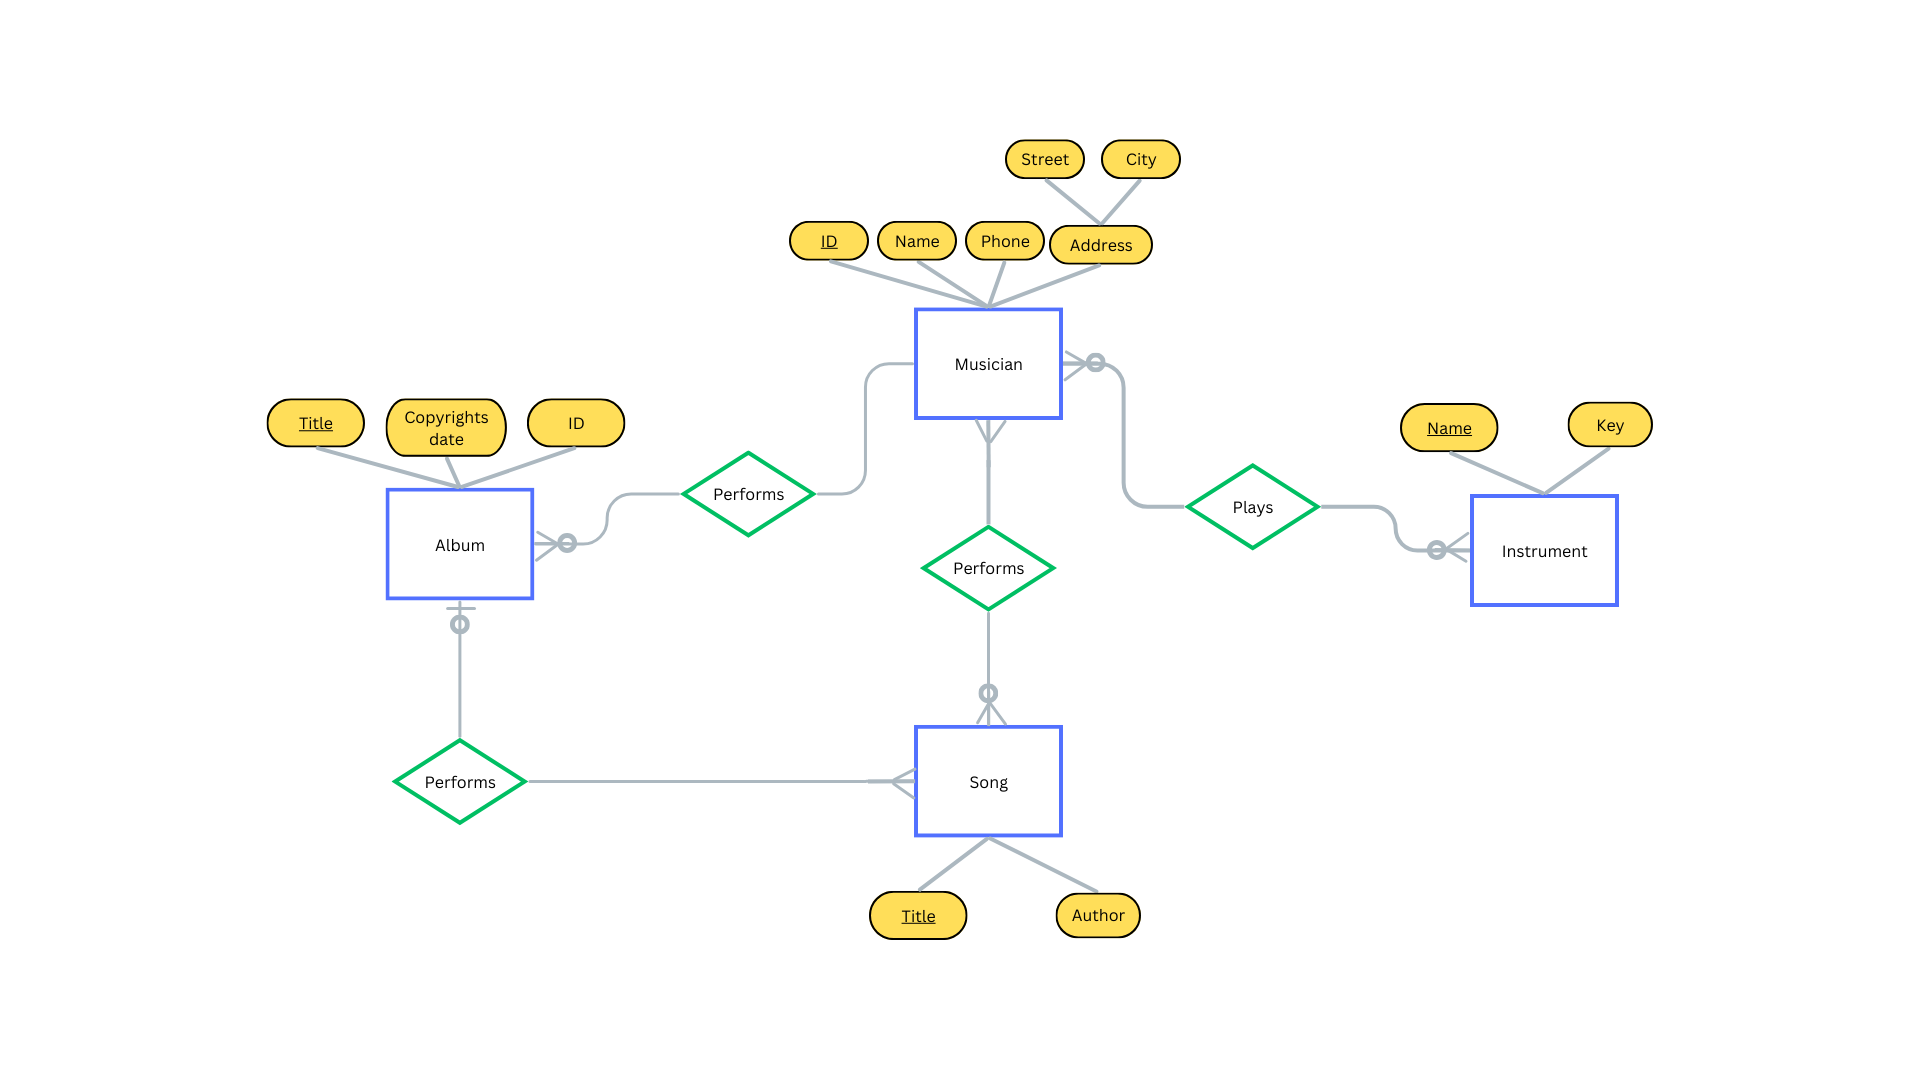 Street
City
ID
Name
Phone
Address
Musician
Title
Copyrights
date
ID
Name
Key
Performs
Plays
Album
Instrument
Performs
Performs
Song
Title
Author